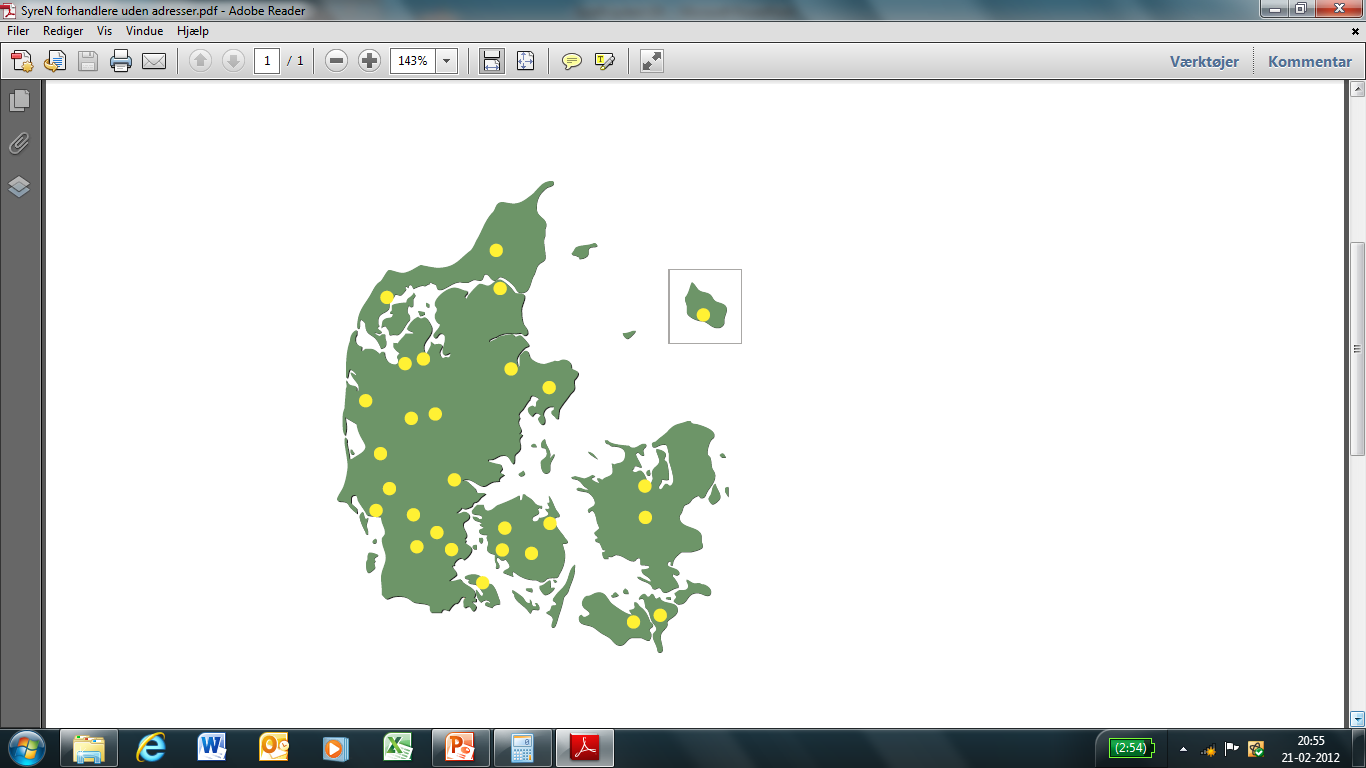 SyreN forhandlere uden adresser.pdf - Adobe Reader
Filer Rediger Vis Vindue Hjælp
1 / 1 143% Værktøjer Kommentar
(2:54) 20:55
21-02-2012